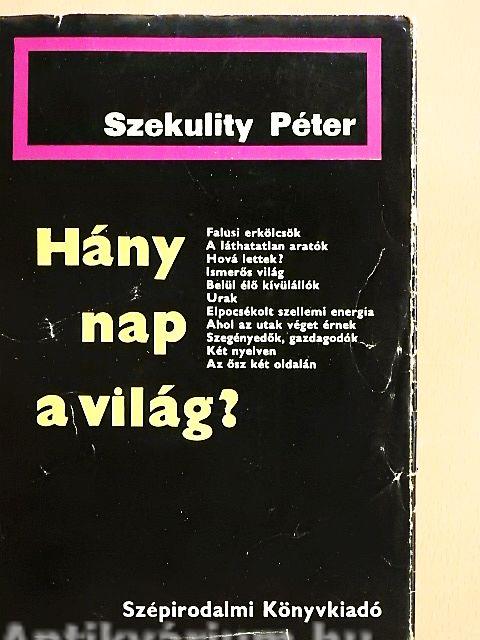 Szekulity Péter
Hány
nap
a világ?
Falusi erkölcsök
A láthatatlan aratók
Hová lettek?
Ismerős világ
Belül élő kívülállók
Urak
Elpocsékolt szellemi energia
Ahol az utak véget érnek
Szegényedők, gazdagodók
Két nyelven
Az ősz két oldalán
Szépirodalmi Könyvkiadó